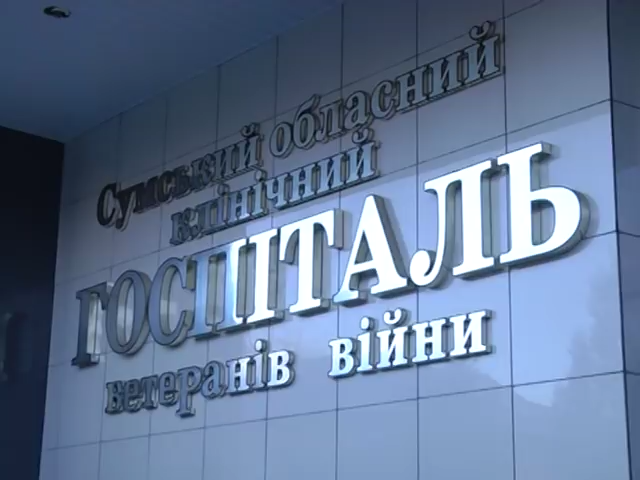 Сумський обласний
клінічний
ГОСПІТАЛЬ
ветеранів війни